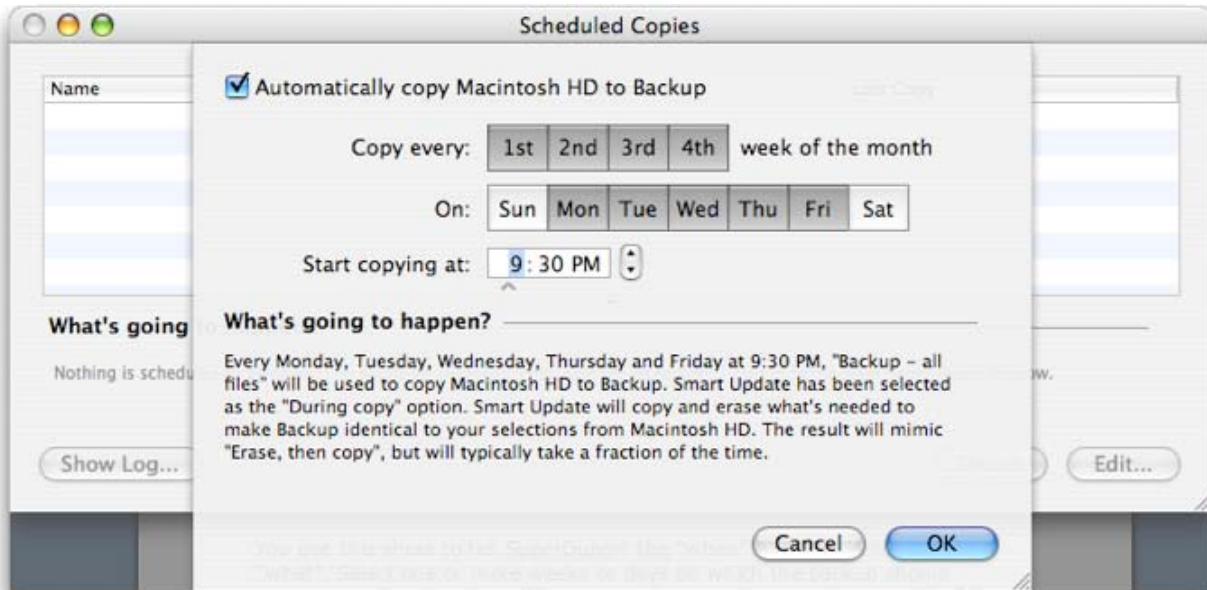 Scheduled Copies
Name
Last Copy
Automatically copy Macintosh HD to Backup
Copy every: 1st 2nd 3rd 4th week of the month
On: Sun Mon Tue Wed Thu Fri Sat
Start copying at: 9:30 PM
What's going
What's going to happen?
Nothing is schedu
ow.
Every Monday, Tuesday, Wednesday, Thursday and Friday at 9:30 PM, "Backup – all
files" will be used to copy Macintosh HD to Backup. Smart Update has been selected
as the "During copy" option. Smart Update will copy and erase what's needed to
make Backup identical to your selections from Macintosh HD. The result will mimic
"Erase, then copy", but will typically take a fraction of the time.
Show Log...
Edit...
Cancel
OK